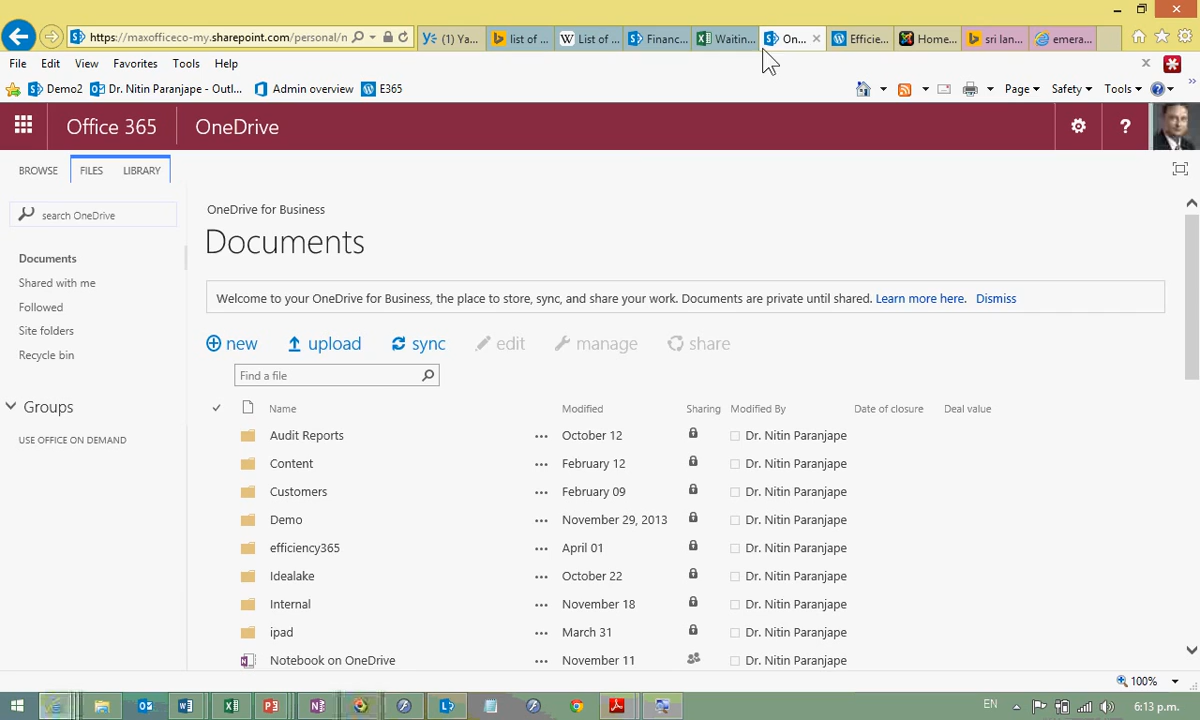 https://maxofficeco-my.sharepoint.com/personal/n
(1) Ya...
list of ...
List of ...
Financ...
Waitin...
On...
Efficie...
Home...
sri lan...
emera...
File Edit View Favorites Tools Help
Demo2 Dr. Nitin Paranjape - Outl... Admin overview E365
Page Safety Tools
Office 365 OneDrive
BROWSE FILES LIBRARY
search OneDrive
Documents
Shared with me
Followed
Site folders
Recycle bin
Groups
USE OFFICE ON DEMAND
OneDrive for Business
Documents
Welcome to your OneDrive for Business, the place to store, sync, and share your work. Documents are private until shared. Learn more here. Dismiss
new upload sync edit manage share
Find a file
Name Modified Sharing Modified By Date of closure Deal value
Audit Reports ... October 12 Dr. Nitin Paranjape
Content ... February 12 Dr. Nitin Paranjape
Customers ... February 09 Dr. Nitin Paranjape
Demo ... November 29, 2013 Dr. Nitin Paranjape
efficiency365 ... April 01 Dr. Nitin Paranjape
Idealake ... October 22 Dr. Nitin Paranjape
Internal ... November 18 Dr. Nitin Paranjape
ipad ... March 31 Dr. Nitin Paranjape
Notebook on OneDrive ... November 11 Dr. Nitin Paranjape
100%
EN 6:13 p.m.